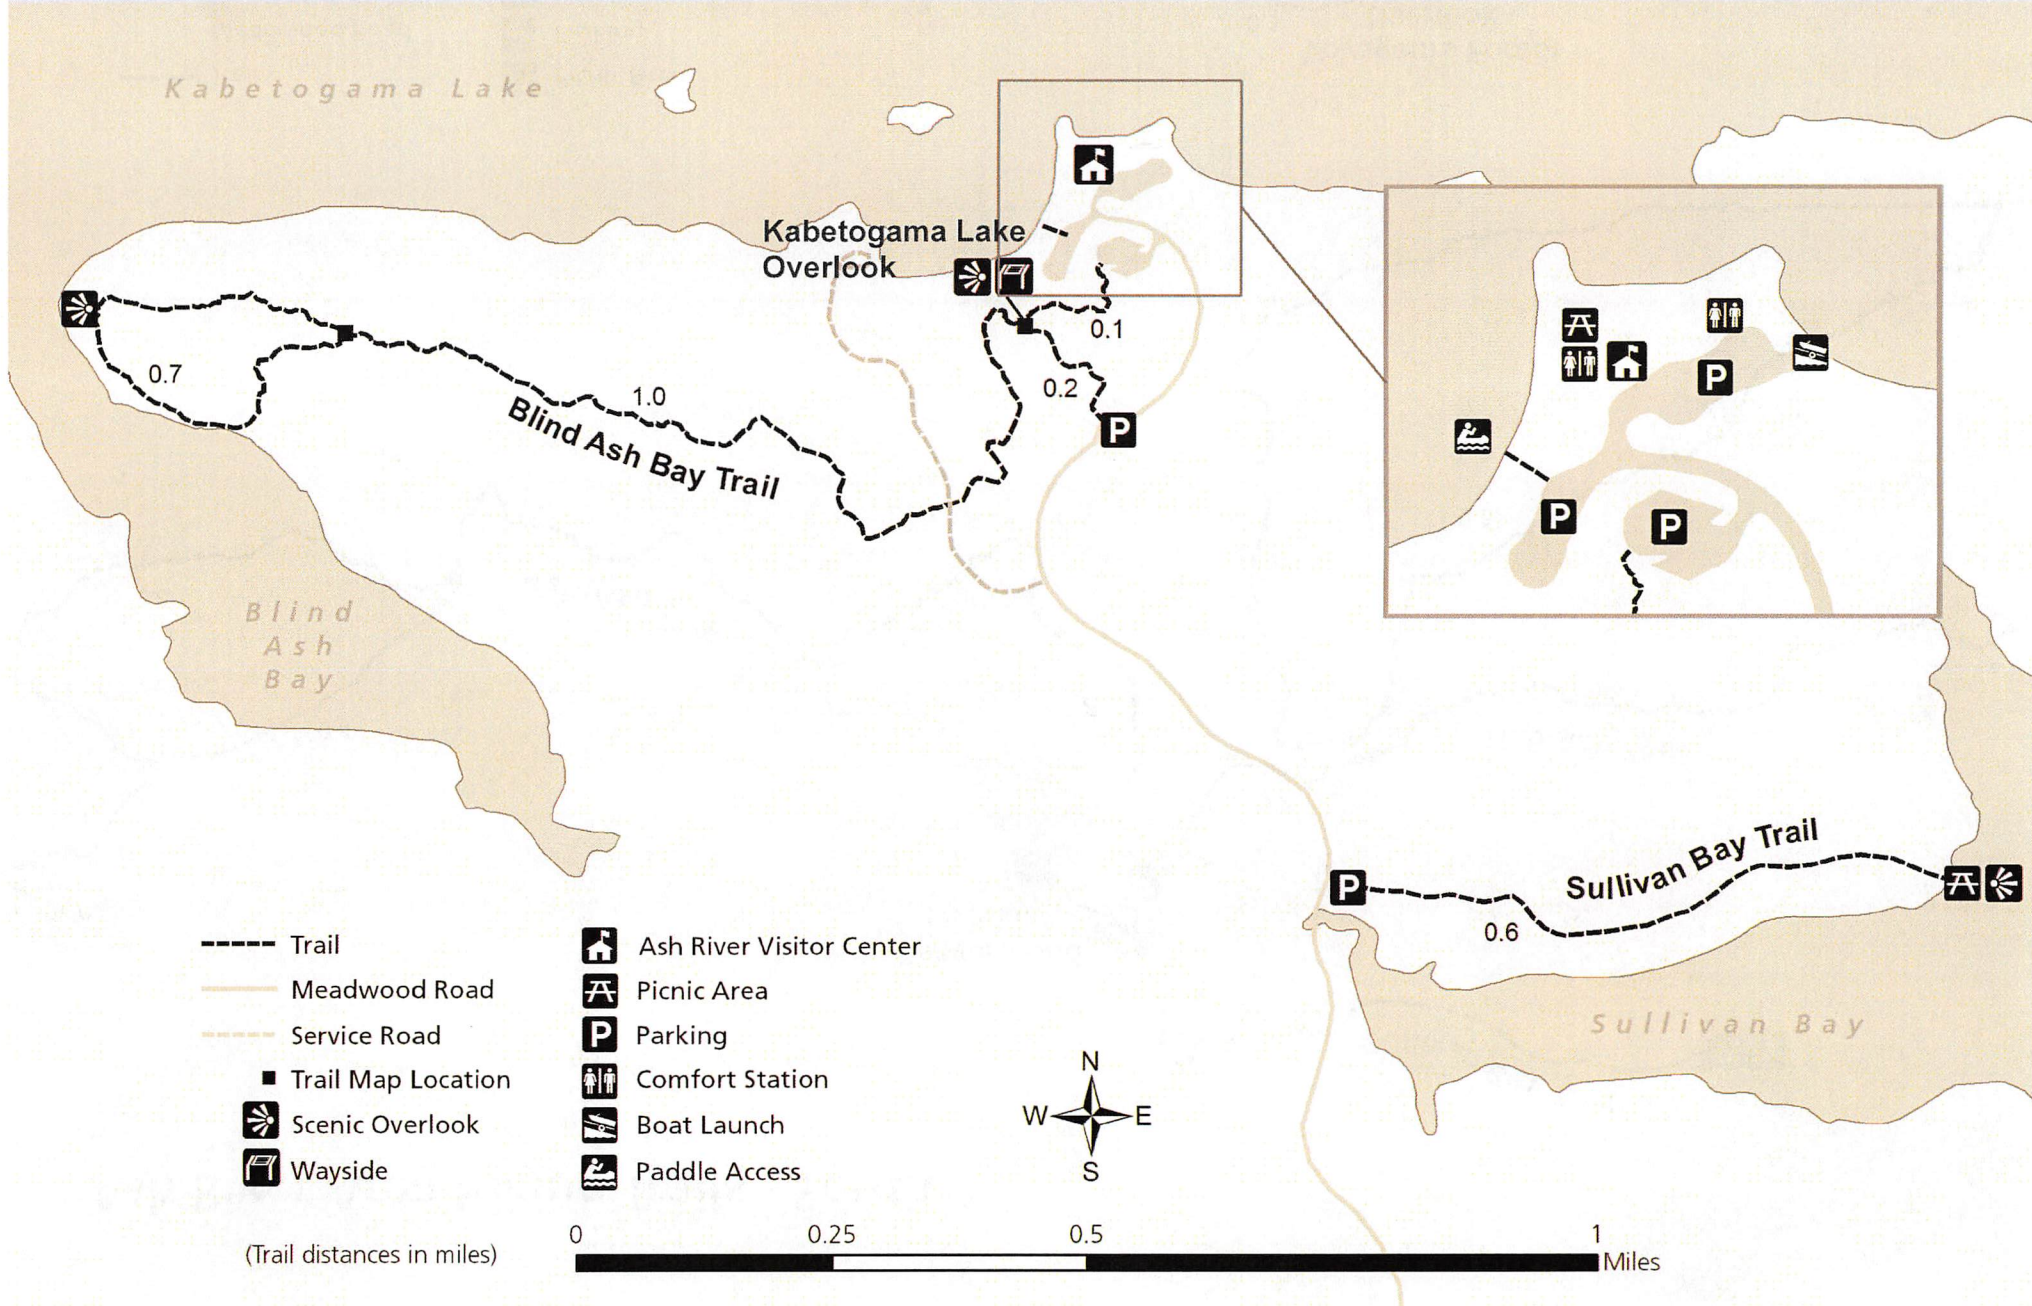 Kabetogama Lake
Kabetogama Lake
Overlook
0.1
0.7
0.2
1.0
Blind Ash Bay Trail
P
P
P
P
Blind
Ash
Bay
Sullivan Bay Trail
P
0.6
Sullivan Bay
Trail
Meadwood Road
Service Road
Trail Map Location
Scenic Overlook
Wayside
Ash River Visitor Center
Picnic Area
P Parking
Comfort Station
Boat Launch
Paddle Access
N
W E
S
(Trail distances in miles)
0 0.25 0.5 1
Miles